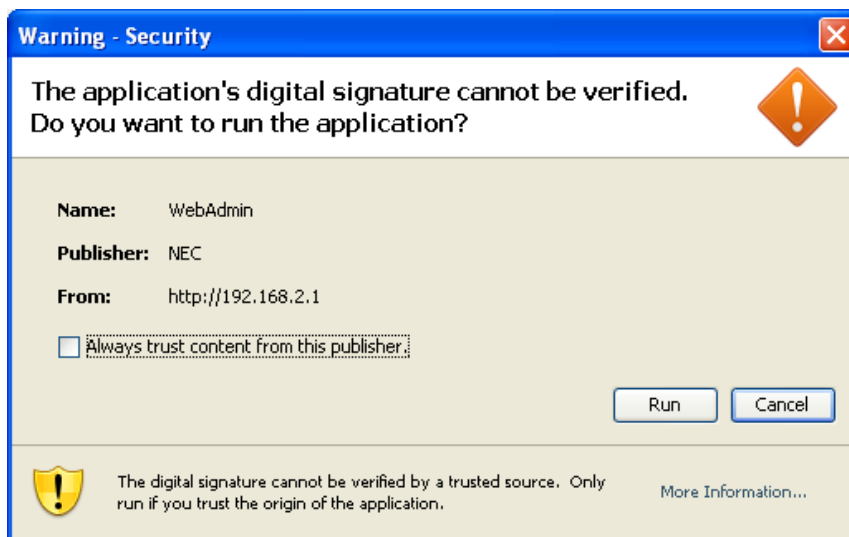 Warning - Security
The application's digital signature cannot be verified.
Do you want to run the application?
Name: WebAdmin
Publisher: NEC
From: http://192.168.2.1
Always trust content from this publisher.
Run Cancel
The digital signature cannot be verified by a trusted source. Only
run if you trust the origin of the application.
More Information...